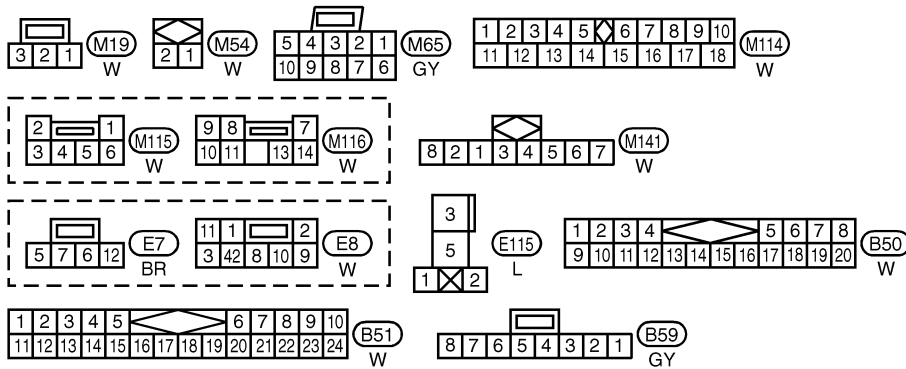 5 4 3 2 1
1 2 3 4 5 6 7 8 9 10
3 2 1 M19
2 1 M54
10 9 8 7 6 M65
11 12 13 14 15 16 17 18 M114
W
W
GY
W
2 1
9 8 7
M115
M116
3 4 5 6
10 11 13 14
8 2 1 3 4 5 6 7 M141
W
W
W
5 7 6 12 E7
11 1 2
3 42 8 10 9 E8
BR
W
3
5
1 2
E115
L
1 2 3 4 5 6 7 8
9 10 11 12 13 14 15 16 17 18 19 20 B50
W
1 2 3 4 5 6 7 8 9 10
11 12 13 14 15 16 17 18 19 20 21 22 23 24 B51
W
8 7 6 5 4 3 2 1 B59
GY